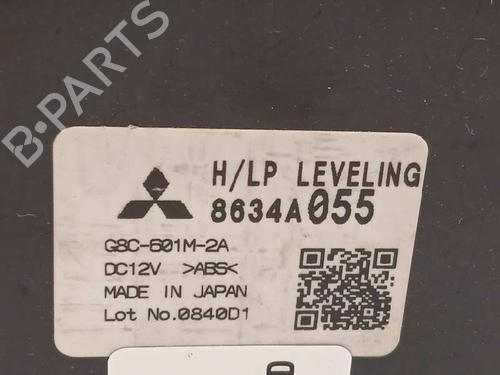 B-PARTS
H/LP LEVELING
8634A055
G8C-601M-2A
DC12V >ABS<
MADE IN JAPAN
Lot No.0840D1
D